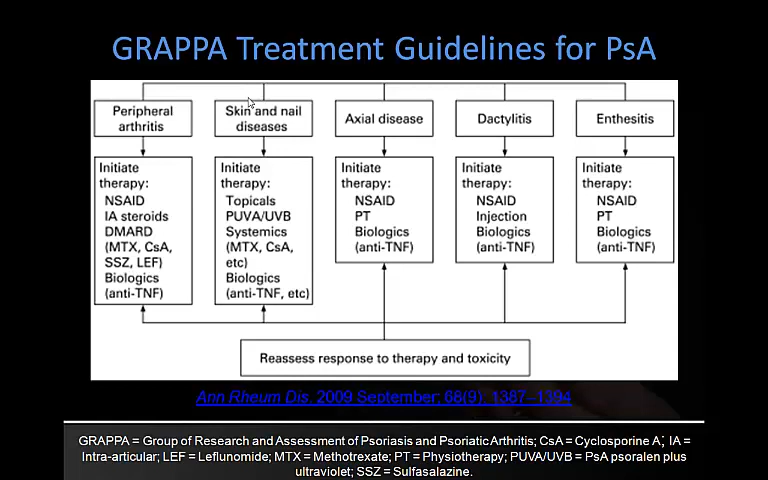 GRAPPA Treatment Guidelines for PsA
Peripheral
arthritis
Skin and nail
diseases
Axial disease
Dactylitis
Enthesitis
Initiate
therapy:
NSAID
IA steroids
DMARD
(MTX, CsA,
SSZ, LEF)
Biologics
(anti-TNF)
Initiate
therapy:
Topicals
PUVA/UVB
Systemics
(MTX, CsA,
etc)
Biologics
(anti-TNF, etc)
Initiate
therapy:
NSAID
PT
Biologics
(anti-TNF)
Initiate
therapy:
NSAID
Injection
Biologics
(anti-TNF)
Initiate
therapy:
NSAID
PT
Biologics
(anti-TNF)
Reassess response to therapy and toxicity
Ann Rheum Dis. 2009 September; 68(9): 1387–1394
GRAPPA = Group of Research and Assessment of Psoriasis and Psoriatic Arthritis; CsA = Cyclosporine A; IA =
Intra-articular; LEF = Leflunomide; MTX = Methotrexate; PT = Physiotherapy; PUVA/UVB = PsA psoralen plus
ultraviolet; SSZ = Sulfasalazine.